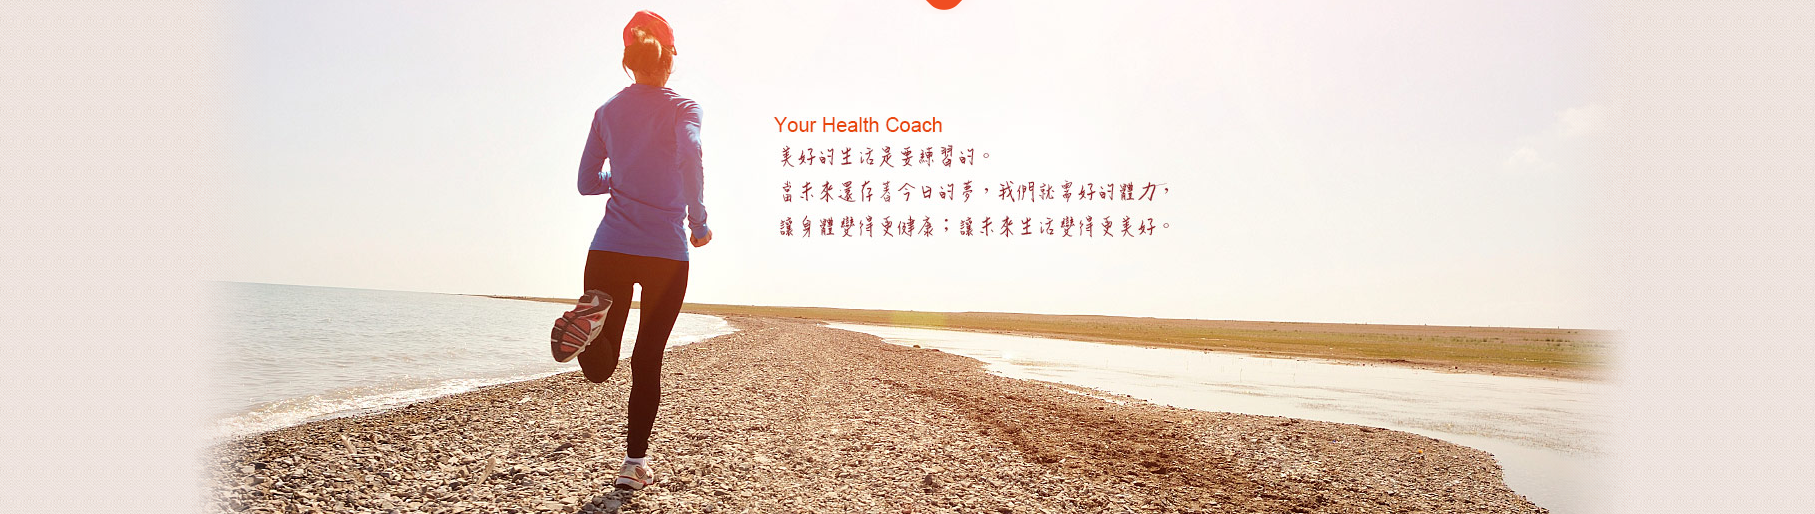 Your Health Coach
美好的生活是要練習的。
當未來還存著今日的夢，我們就需好的體力，
讓身體變得更健康；讓未來生活變得更美好。